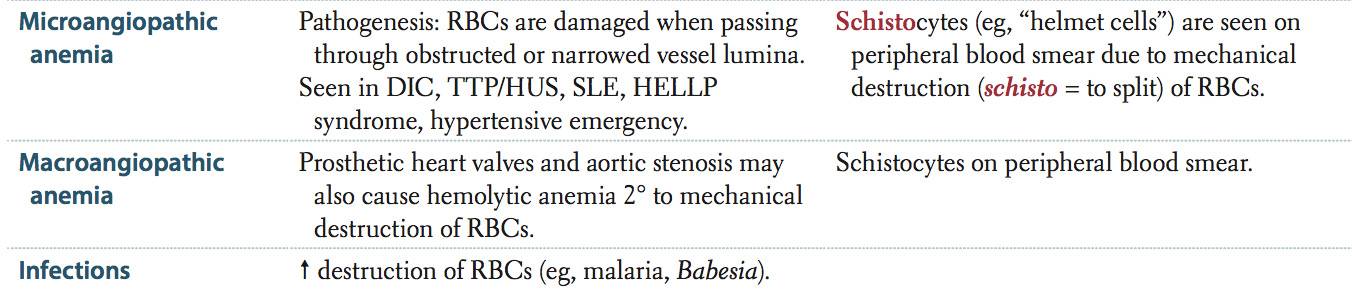 Microangiopathic
anemia
Pathogenesis: RBCs are damaged when passing
through obstructed or narrowed vessel lumina.
Seen in DIC, TTP/HUS, SLE, HELLP
syndrome, hypertensive emergency.
Schistocytes (eg, “helmet cells”) are seen on
peripheral blood smear due to mechanical
destruction (schisto = to split) of RBCs.
Macroangiopathic
anemia
Prosthetic heart valves and aortic stenosis may
also cause hemolytic anemia 2° to mechanical
destruction of RBCs.
Schistocytes on peripheral blood smear.
Infections
↑ destruction of RBCs (eg, malaria, Babesia).